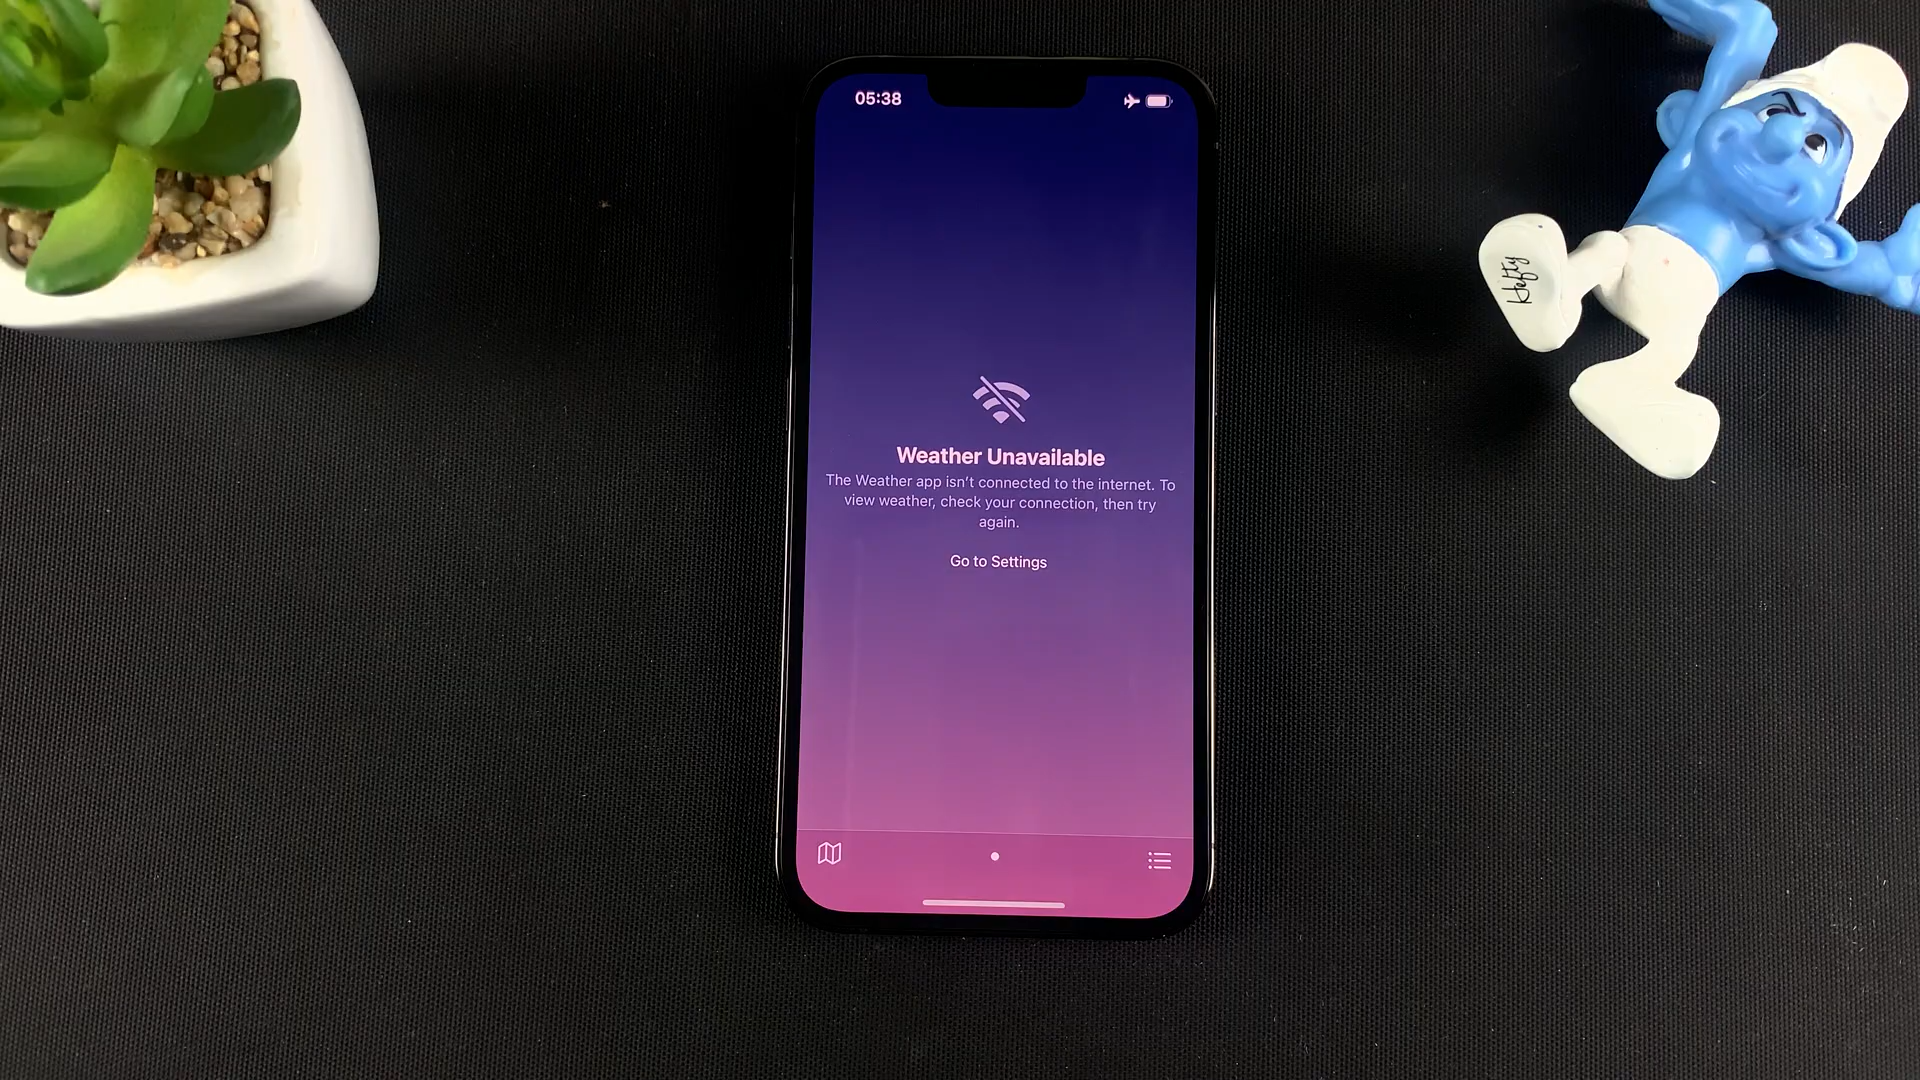 05:38
Weather Unavailable
The Weather app isn't connected to the internet. To
view weather, check your connection, then try
again.
Go to Settings
Hefty